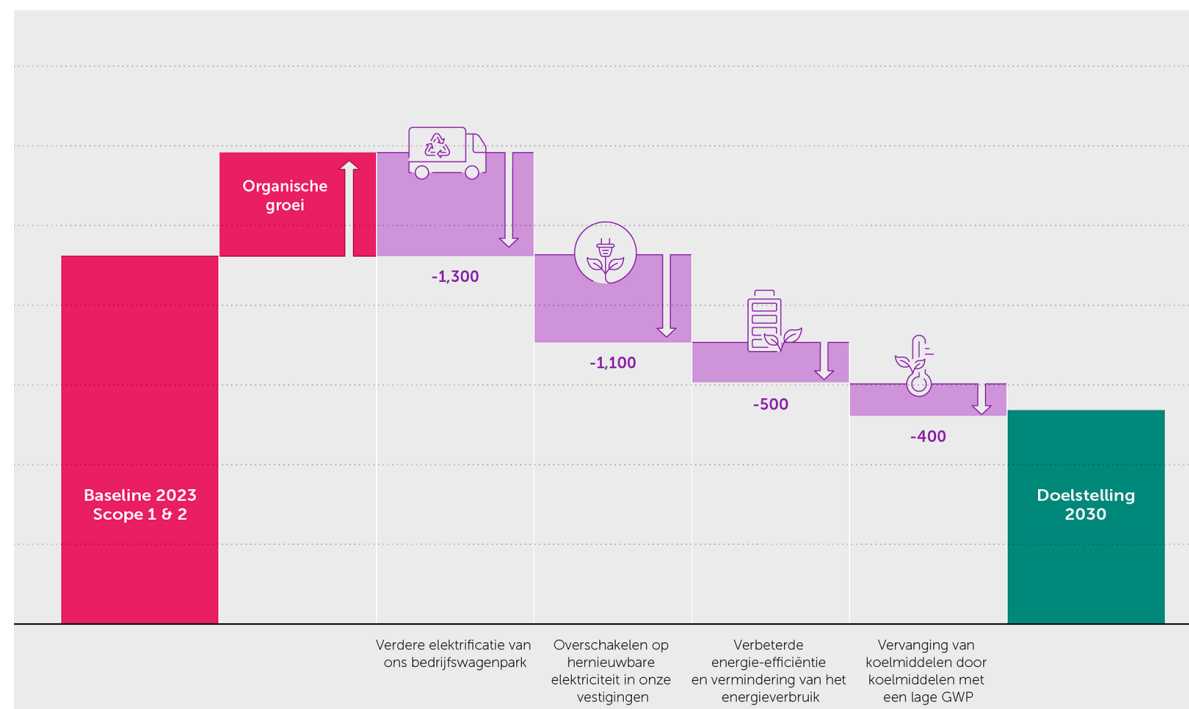 Organische
groei
-1,300
-1,100
-500
-400
Baseline 2023
Scope 1 & 2
Doelstelling
2030
Verdere elektrificatie van
ons bedrijfswagenpark
Overschakelen op
hernieuwbare
elektriciteit in onze
vestigingen
Verbeterde
energie-efficiëntie
en vermindering van het
energieverbruik
Vervanging van
koelmiddelen door
koelmiddelen met
een lage GWP